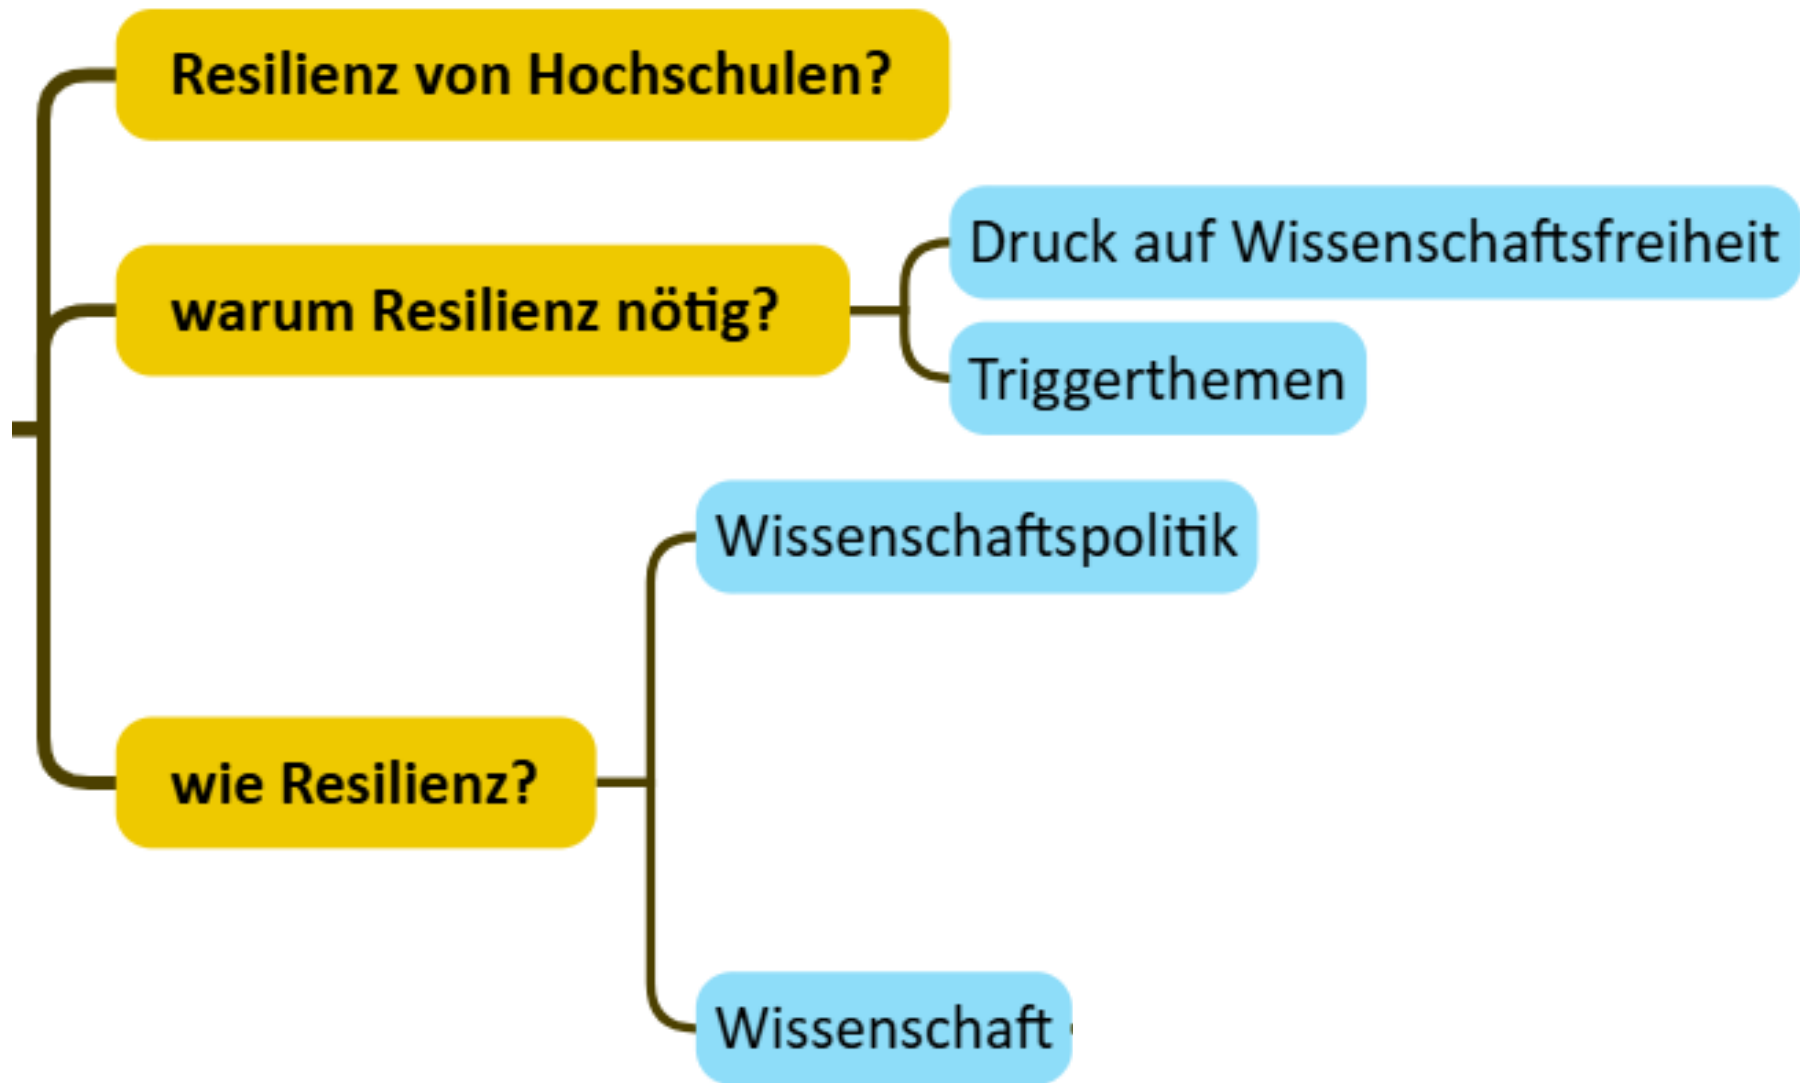 Resilienz von Hochschulen?
warum Resilienz nötig?
Druck auf Wissenschaftsfreiheit
Triggerthemen
wie Resilienz?
Wissenschaftspolitik
Wissenschaft